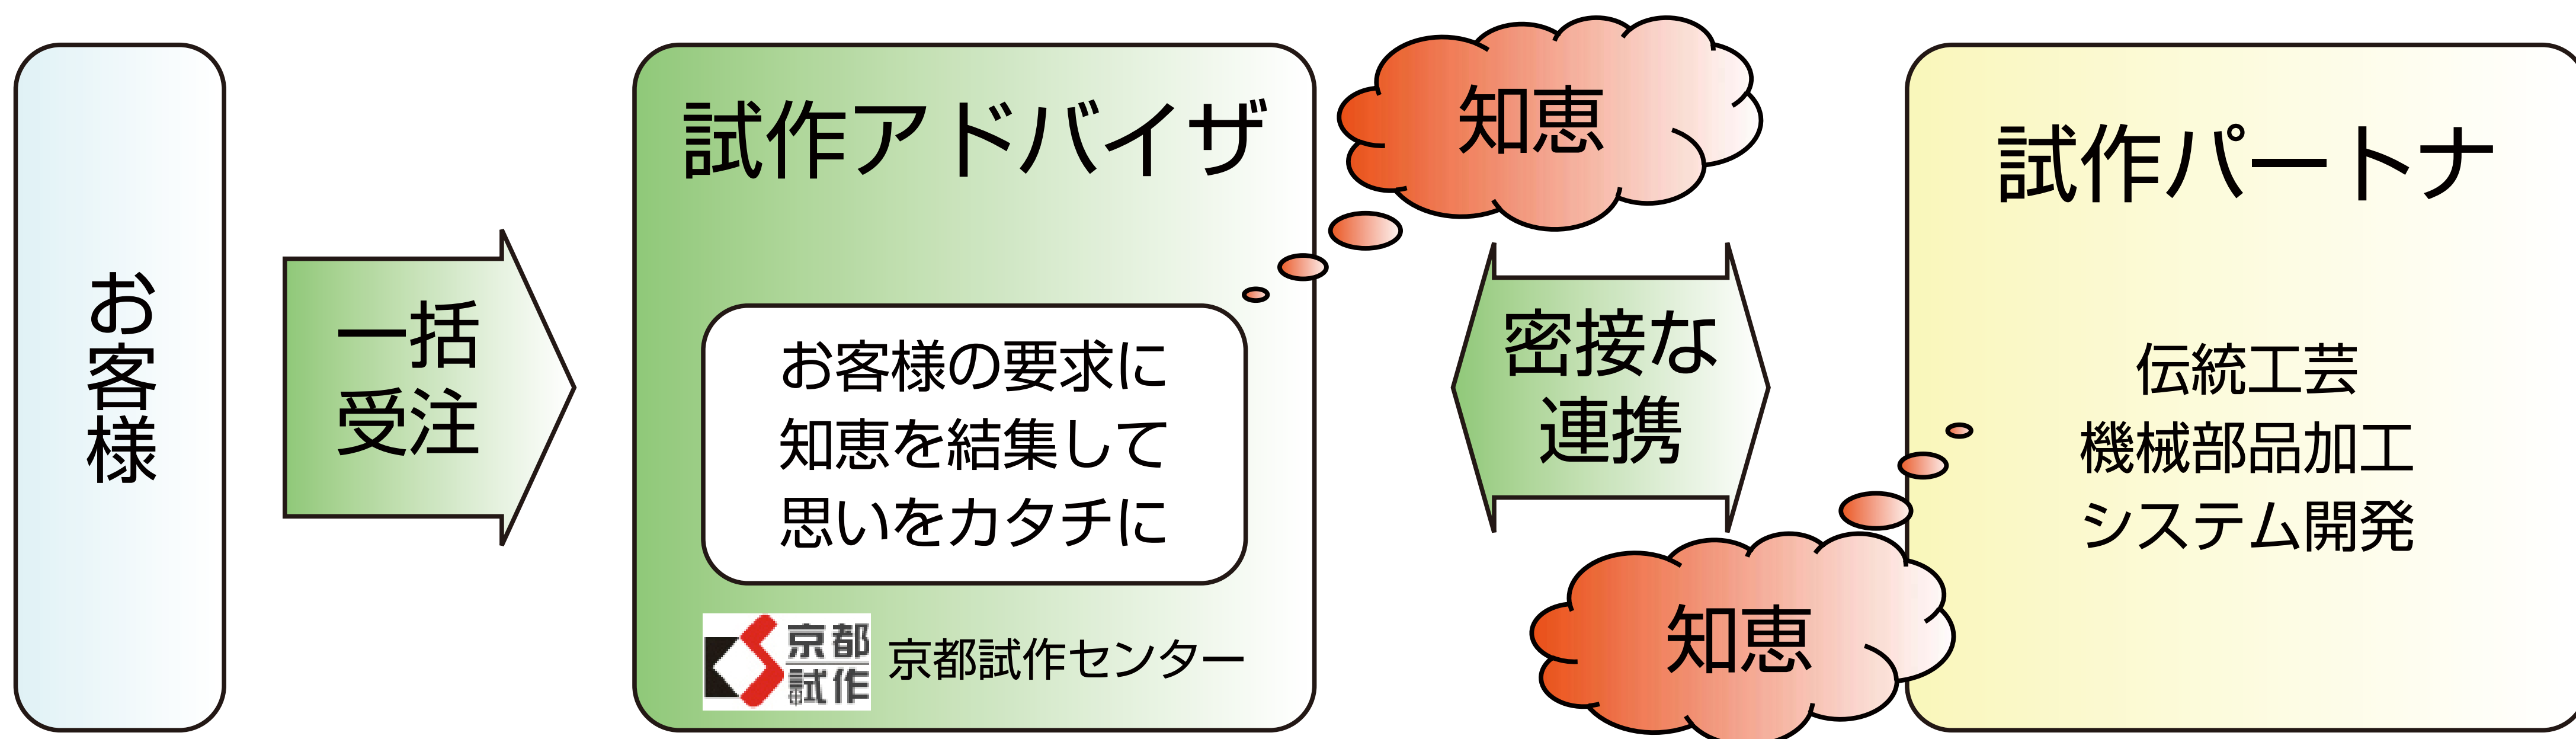 お客様
一括
受注
試作アドバイザ
お客様の要求に
知恵を結集して
思いをカタチに
京都
試作
京都試作センター
知恵
密接な
連携
知恵
試作パートナ
伝統工芸
機械部品加工
システム開発